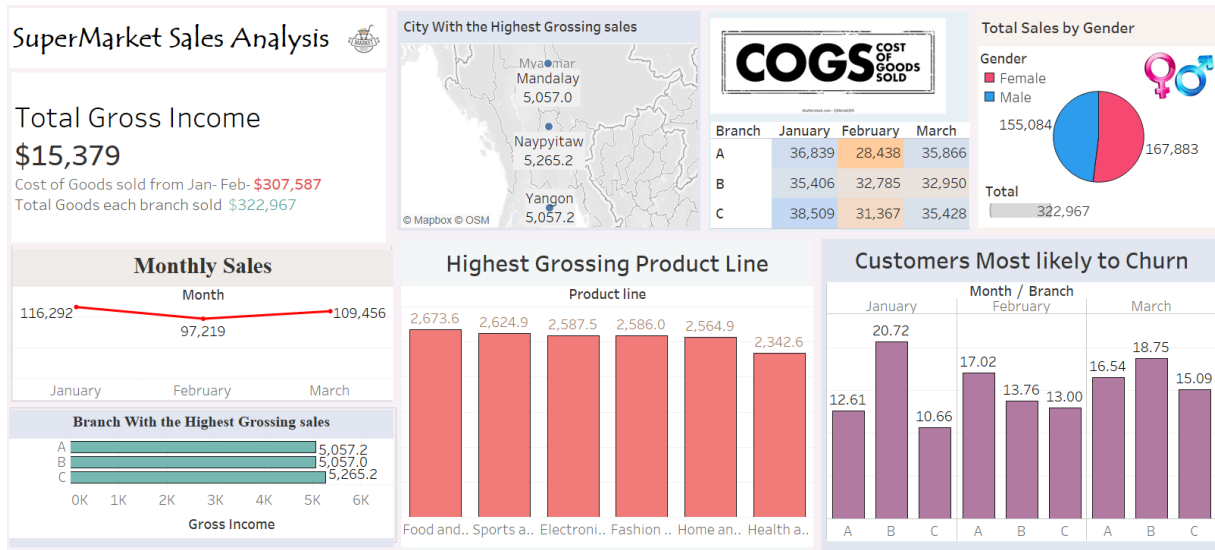 SuperMarket Sales Analysis
MARKET
Total Gross Income
$15,379
Cost of Goods sold from Jan- Feb- $307,587
Total Goods each branch sold $322,967
City With the Highest Grossing sales
Myanmar
Mandalay
5,057.0
Naypyitaw
5,265.2
Yangon
5,057.2
© Mapbox © OSM
COGS COST OF GOODS SOLD
Branch January February March
A 36,839 28,438 35,866
B 35,406 32,785 32,950
C 38,509 31,367 35,428
Total Sales by Gender
Gender
Female
Male
155,084
167,883
Total
322,967
Monthly Sales
Month
116,292
97,219
109,456
January February March
Branch With the Highest Grossing sales
A 5,057.2
B 5,057.0
C 5,265.2
0K 1K 2K 3K 4K 5K 6K
Gross Income
Highest Grossing Product Line
Product line
2,673.6 2,624.9 2,587.5 2,586.0 2,564.9 2,342.6
Food and.. Sports a.. Electroni.. Fashion .. Home an.. Health a..
Customers Most likely to Churn
Month / Branch
January February March
12.61 20.72 10.66 17.02 13.76 13.00 16.54 18.75 15.09
A B C A B C A B C